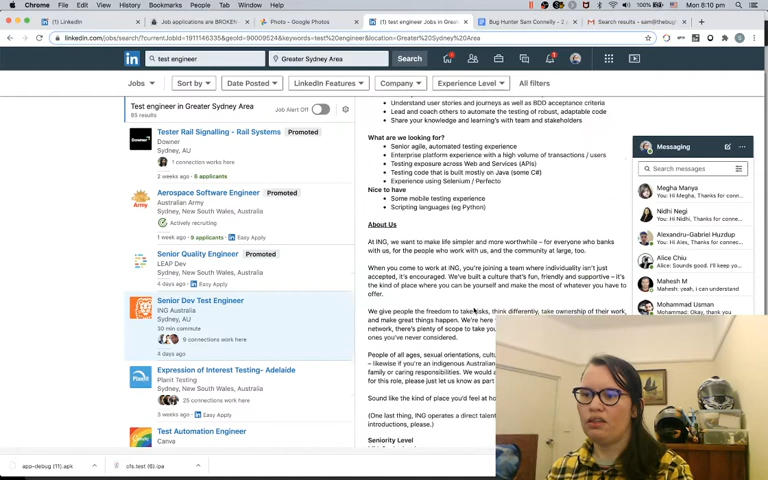 Chrome File Edit View History Bookmarks People Tab Window Help
100% Mon 8:10 pm
(1) LinkedIn
Job applications are BROKEN
Photo - Google Photos
(1) test engineer Jobs in Great
Bug Hunter Sam Connelly - d
Search results - sam@thebug
linkedin.com/jobs/search/?currentJobId=1911146335&geoId=90009524&keywords=test%20engineer&location=Greater%20Sydney%20Area
test engineer
Greater Sydney Area
Search
Jobs
Sort by
Date Posted
LinkedIn Features
Company
Experience Level
All filters
Test engineer in Greater Sydney Area
85 results
Job Alert Off
Tester Rail Signalling - Rail Systems Promoted
Downer
Sydney, AU
1 connection works here
2 weeks ago · 8 applicants
Aerospace Software Engineer Promoted
Australian Army
Sydney, New South Wales, Australia
Actively recruiting
1 week ago · 9 applicants Easy Apply
Senior Quality Engineer Promoted
LEAP Dev
Sydney, New South Wales, Australia
4 days ago · Easy Apply
Senior Dev Test Engineer
ING Australia
Sydney, AU
30 min commute
9 connections work here
4 days ago
Expression of Interest Testing- Adelaide
Planit Testing
Sydney, New South Wales, Australia
25 connections work here
3 weeks ago · Easy Apply
Test Automation Engineer
Canva
Understand user stories and journeys as well as BDD acceptance criteria
Lead and coach others to automate the testing of robust, adaptable code
Share your knowledge and learning's with team and stakeholders
What are we looking for?
Senior agile, automated testing experience
Enterprise platform experience with a high volume of transactions / users
Testing exposure across Web and Services (APIs)
Testing code that is built mostly on Java (some C#)
Experience using Selenium / Perfecto
Nice to have
Some mobile testing experience
Scripting languages (eg Python)
About Us
At ING, we want to make life simpler and more worthwhile – for everyone who banks
with us, for the people who work with us, and the community at large, too.
When you come to work at ING, you're joining a team where individuality isn't just
accepted, it's encouraged. We've built a culture that's fun, friendly and supportive – it's
the kind of place where you can be yourself and make the most of whatever you have to
offer.
We give people the freedom to take risks, think differently, take ownership of their work,
and make great things happen. We're here
network, there's plenty of scope to take you
ones you've never considered.
People of all ages, sexual orientations, cult
– likewise if you're an indigenous Australian
family or caring responsibilities. We would a
for this role, please just let us know as part
Sound like the kind of place you'd feel at ho
(One last thing, ING operates a direct talent
introductions, please.)
Seniority Level
Messaging
Search messages
Megha Manya
You: Hi Megha, Thanks for conn...
Nidhi Negi
You: Hi Nidhi, Thanks for conne...
Alexandru-Gabriel Huzdup
You: Hi Alex, Thanks for connec...
Alice Chiu
Alice: Sounds good. I'll keep yo...
Mahesh M
Mahesh: yeah, i can understand
Mohammad Usman
Mohammad: Okay, thank you
app-debug (11).apk
cfs.test (6).ipa